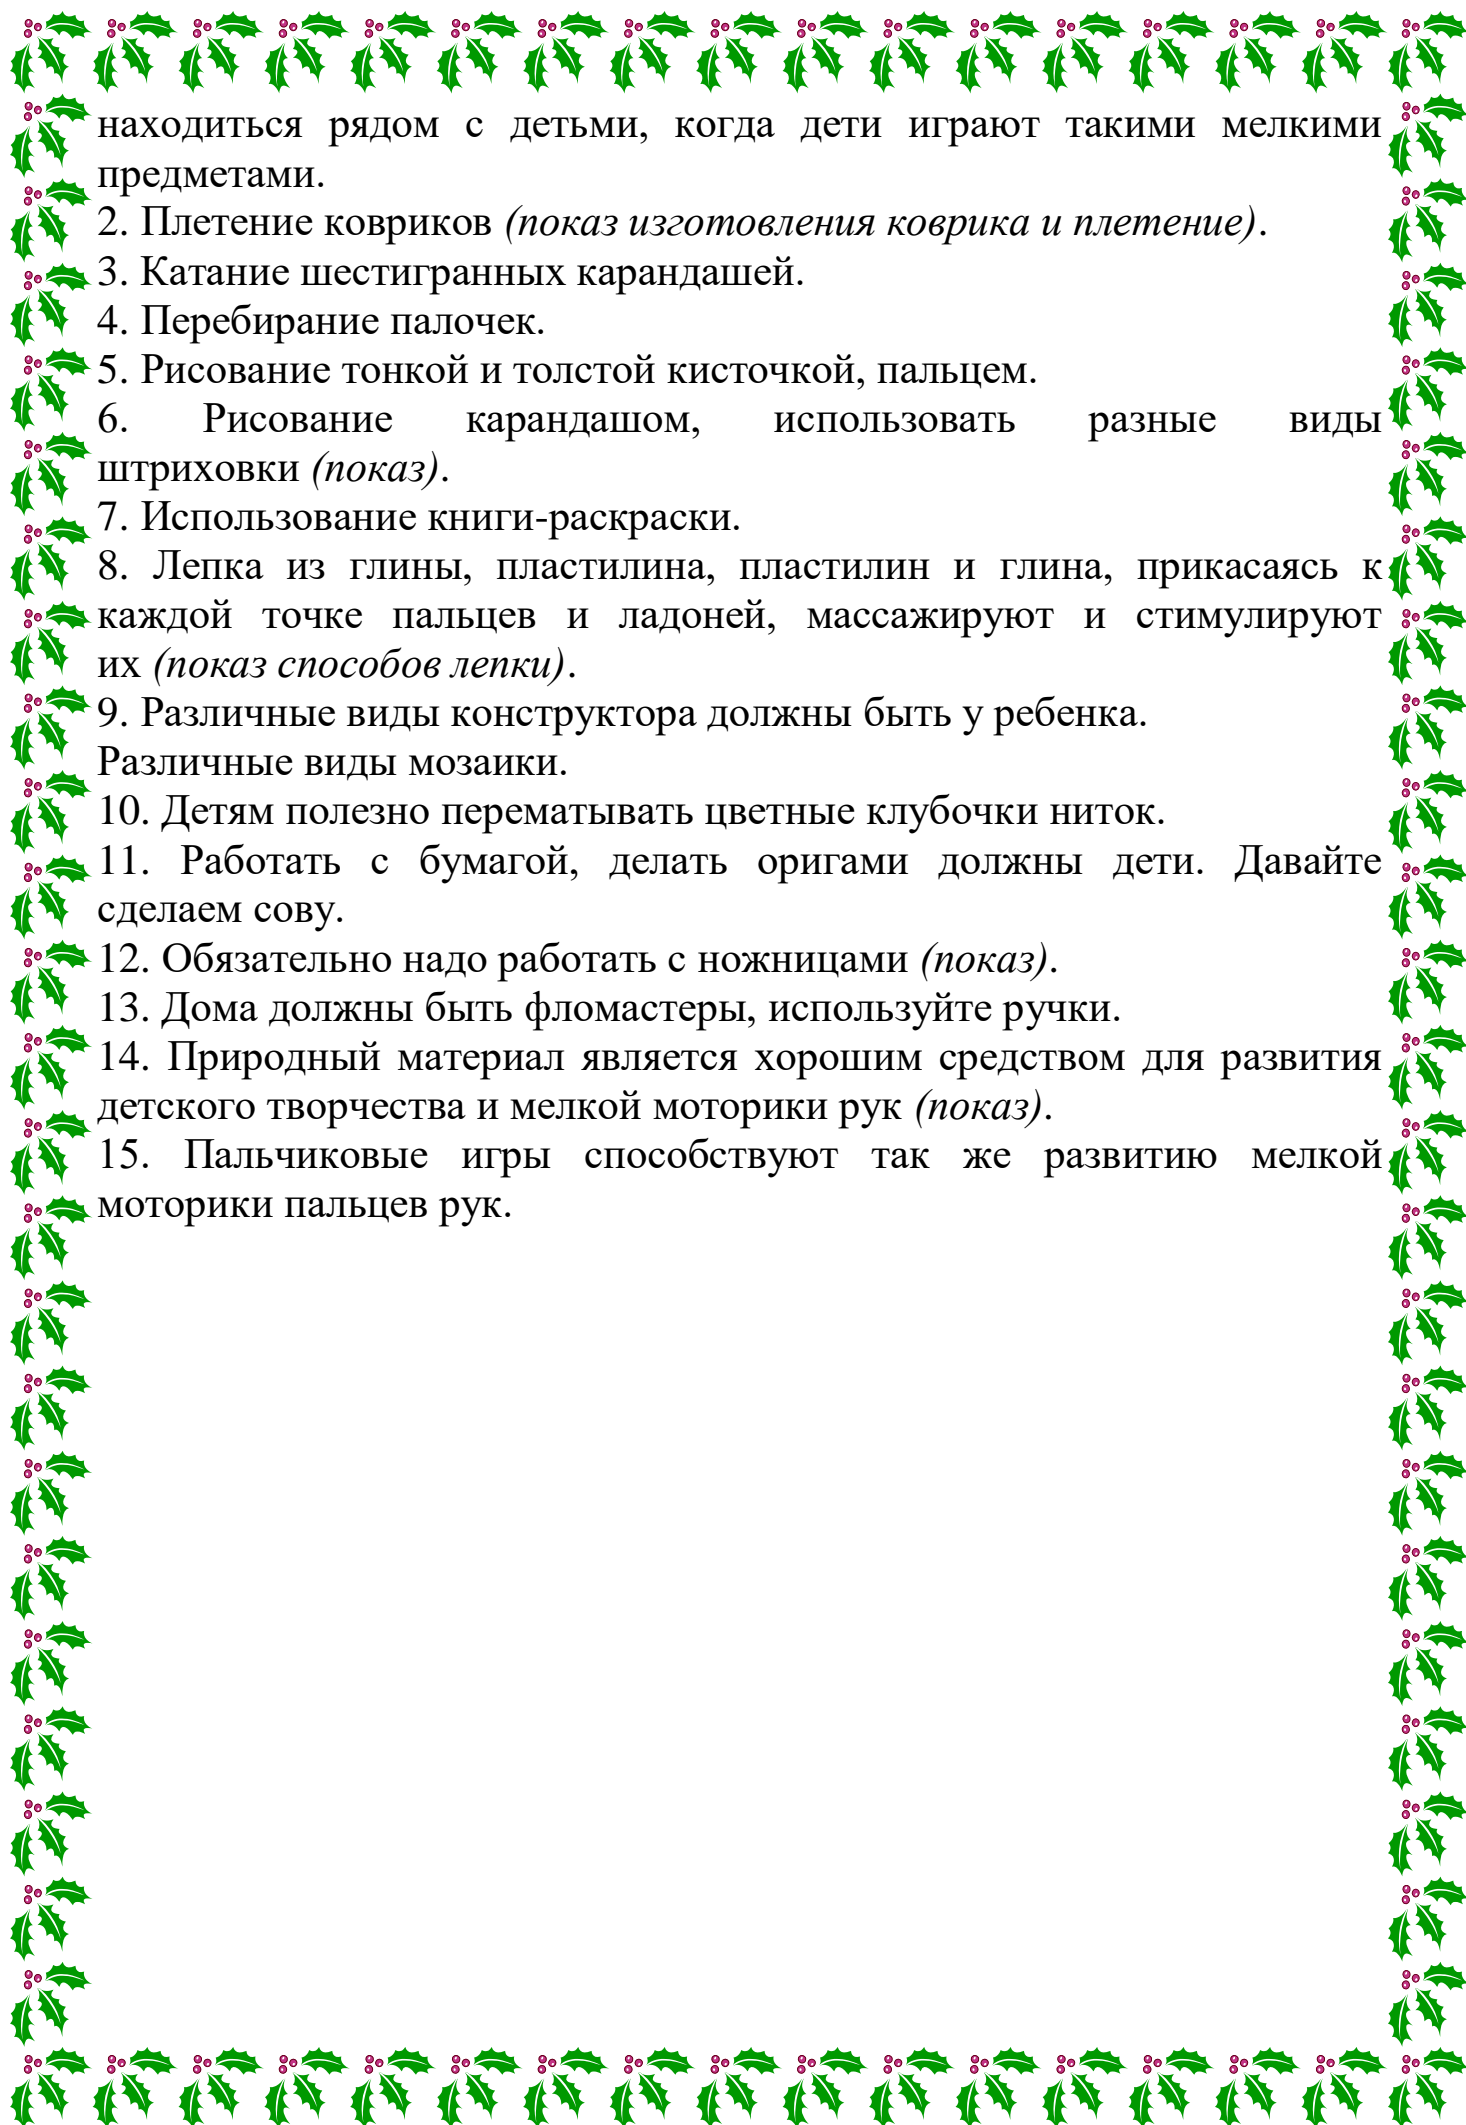 находиться рядом с детьми, когда дети играют такими мелкими
предметами.
2. Плетение ковриков (показ изготовления коврика и плетение).
3. Катание шестигранных карандашей.
4. Перебирание палочек.
5. Рисование тонкой и толстой кисточкой, пальцем.
6. Рисование карандашом, использовать разные виды
штриховки (показ).
7. Использование книги-раскраски.
8. Лепка из глины, пластилина, пластилин и глина, прикасаясь к
каждой точке пальцев и ладоней, массажируют и стимулируют
их (показ способов лепки).
9. Различные виды конструктора должны быть у ребенка.
Различные виды мозаики.
10. Детям полезно перематывать цветные клубочки ниток.
11. Работать с бумагой, делать оригами должны дети. Давайте
сделаем сову.
12. Обязательно надо работать с ножницами (показ).
13. Дома должны быть фломастеры, используйте ручки.
14. Природный материал является хорошим средством для развития
детского творчества и мелкой моторики рук (показ).
15. Пальчиковые игры способствуют так же развитию мелкой
моторики пальцев рук.